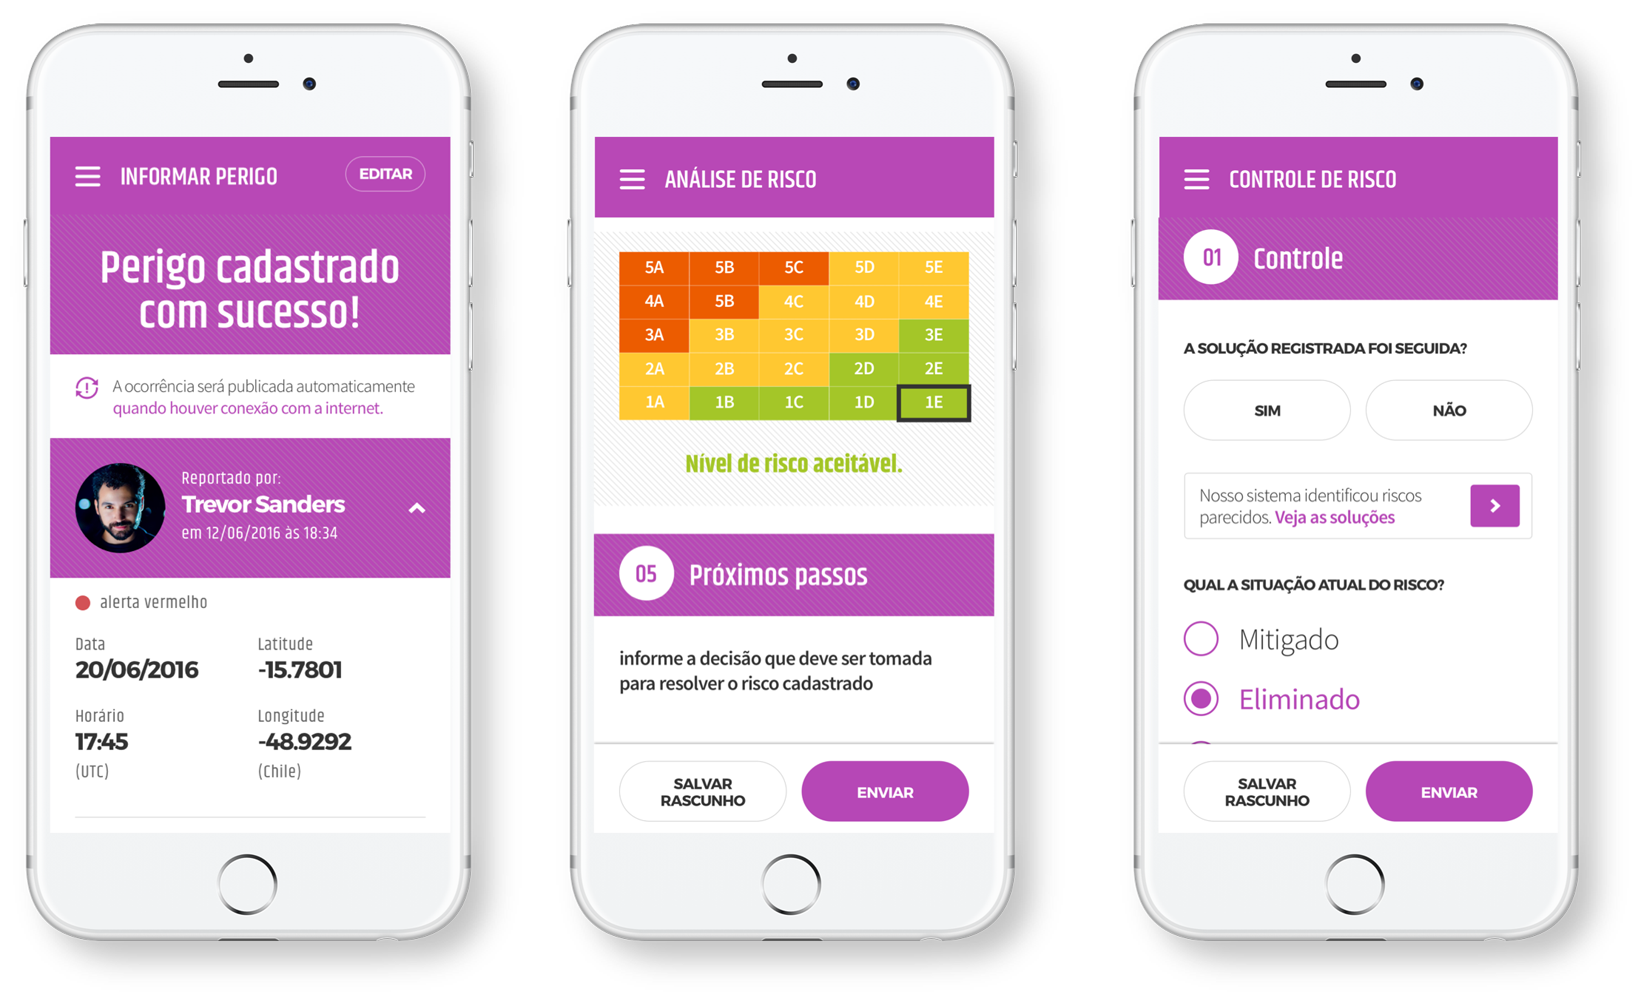 INFORMAR PERIGO
EDITAR
Perigo cadastrado
com sucesso!
A ocorrência será publicada automaticamente
quando houver conexão com a internet.
Reportado por:
Trevor Sanders
em 12/06/2016 às 18:34
alerta vermelho
Data
Latitude
20/06/2016
-15.7801
Horário
Longitude
17:45
-48.9292
(UTC)
(Chile)
ANÁLISE DE RISCO
5A 5B 5C 5D 5E
4A 5B 4C 4D 4E
3A 3B 3C 3D 3E
2A 2B 2C 2D 2E
1A 1B 1C 1D 1E
Nível de risco aceitável.
05 Próximos passos
informe a decisão que deve ser tomada
para resolver o risco cadastrado
SALVAR
RASCUNHO
ENVIAR
CONTROLE DE RISCO
01 Controle
A SOLUÇÃO REGISTRADA FOI SEGUIDA?
SIM
NÃO
Nosso sistema identificou riscos
parecidos. Veja as soluções
QUAL A SITUAÇÃO ATUAL DO RISCO?
Mitigado
Eliminado
SALVAR
RASCUNHO
ENVIAR